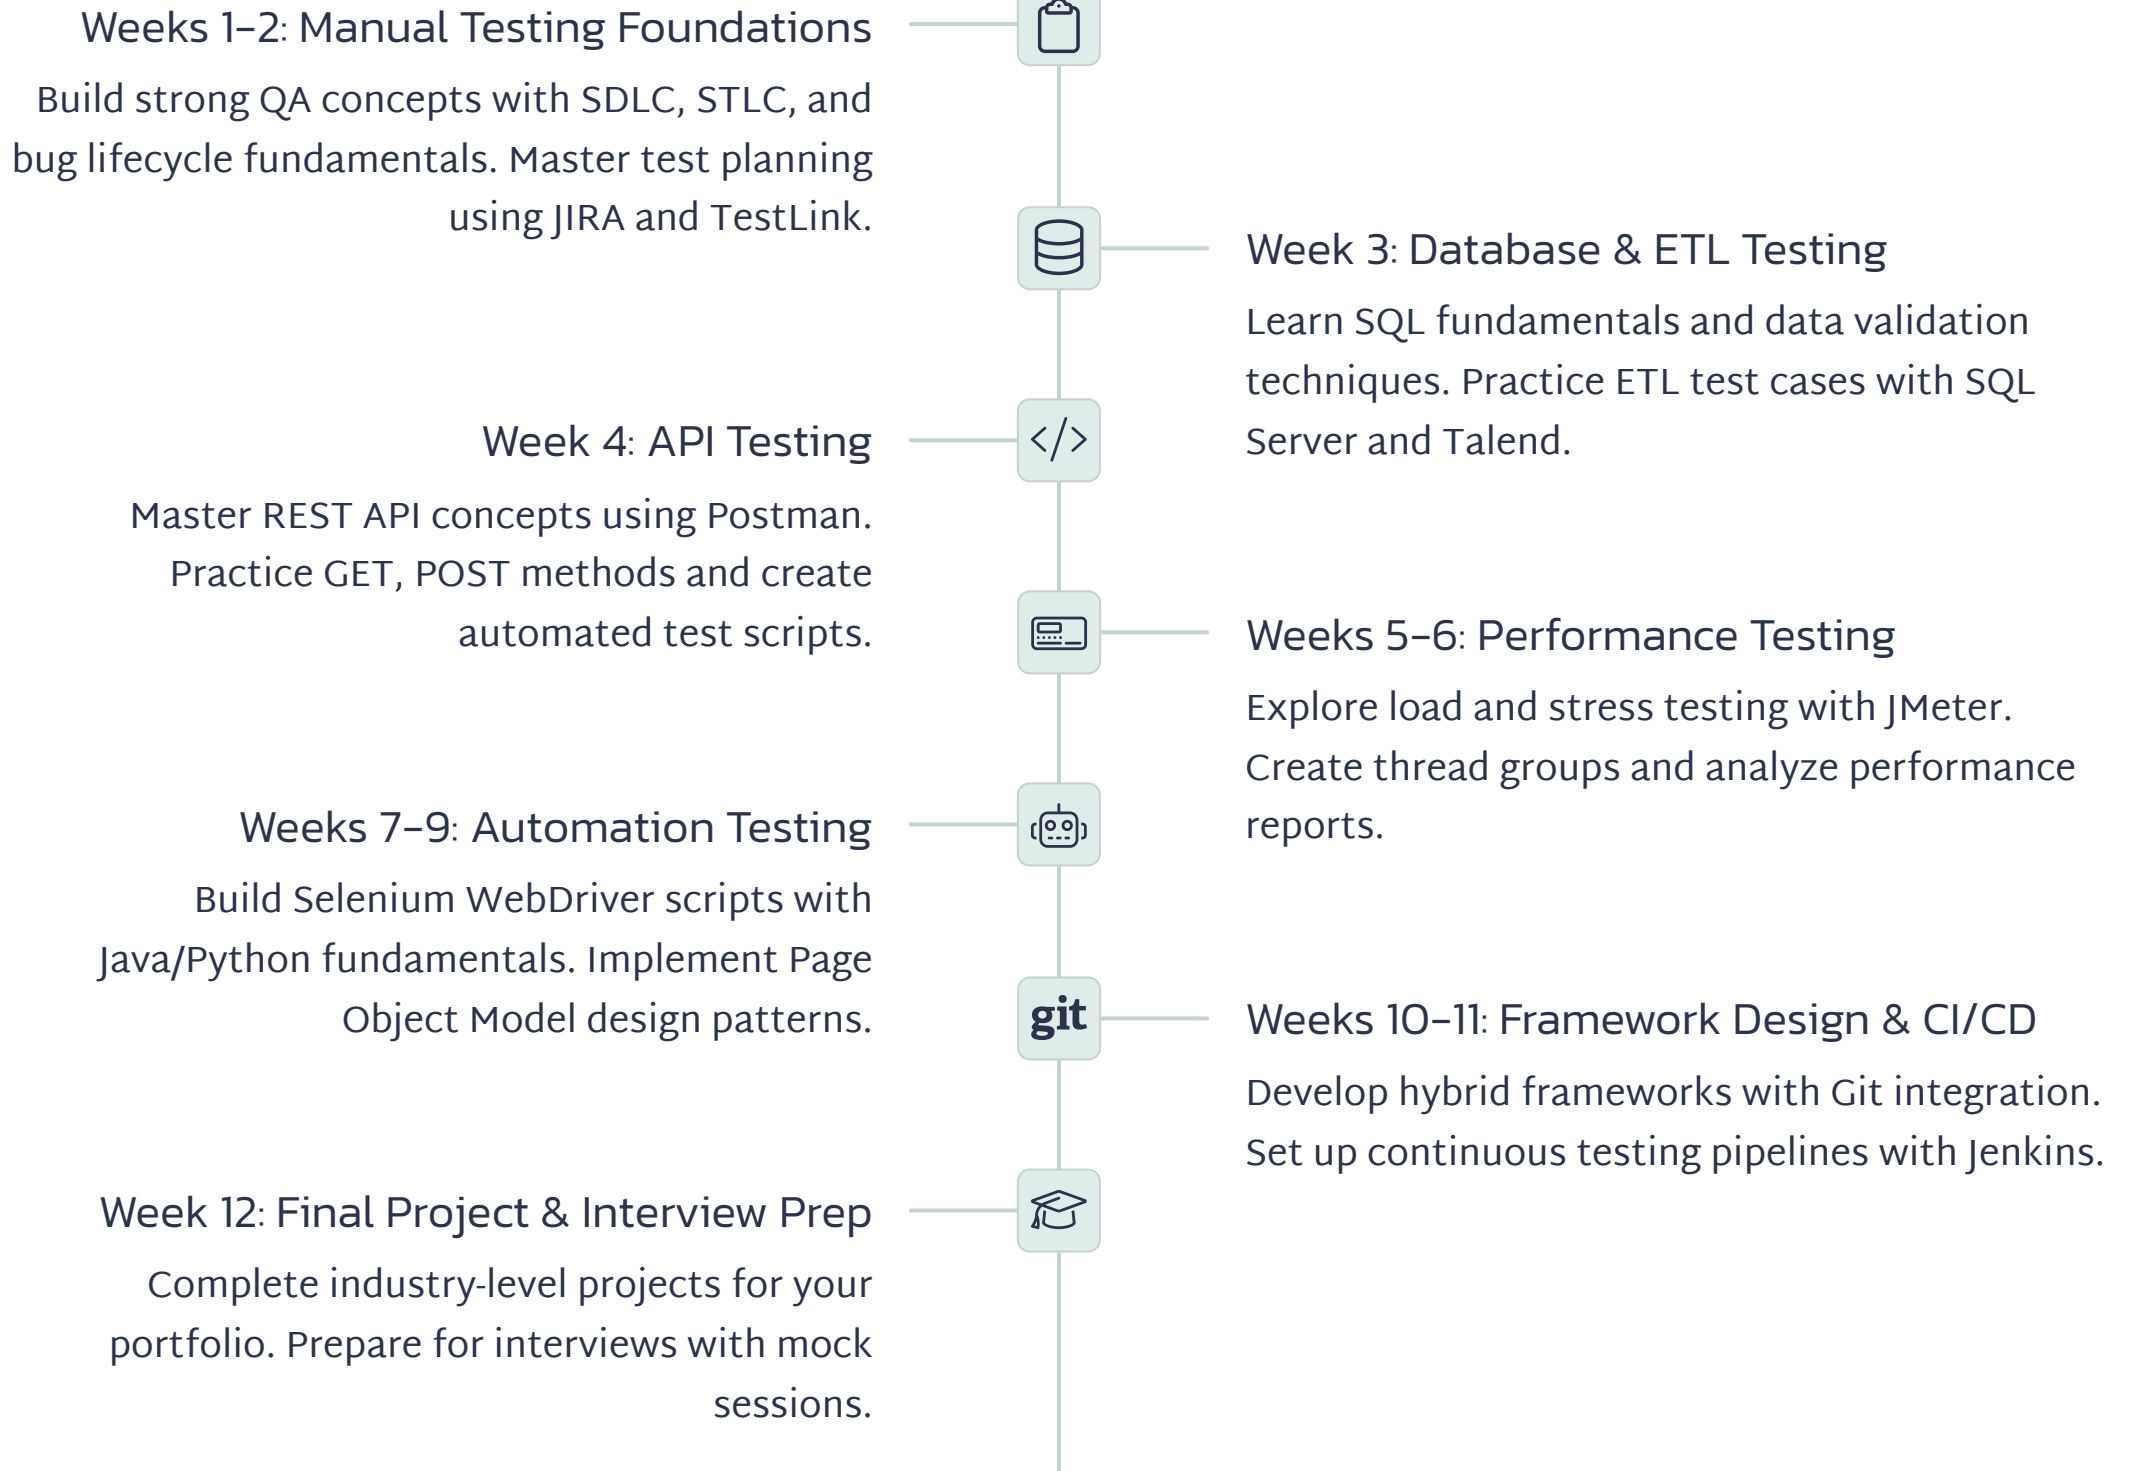 Weeks 1–2: Manual Testing Foundations
Build strong QA concepts with SDLC, STLC, and
bug lifecycle fundamentals. Master test planning
using JIRA and TestLink.
Week 3: Database & ETL Testing
Learn SQL fundamentals and data validation
techniques. Practice ETL test cases with SQL
Server and Talend.
Week 4: API Testing
Master REST API concepts using Postman.
Practice GET, POST methods and create
automated test scripts.
Weeks 5–6: Performance Testing
Explore load and stress testing with JMeter.
Create thread groups and analyze performance
reports.
Weeks 7–9: Automation Testing
Build Selenium WebDriver scripts with
Java/Python fundamentals. Implement Page
Object Model design patterns.
git
Weeks 10–11: Framework Design & CI/CD
Develop hybrid frameworks with Git integration.
Set up continuous testing pipelines with Jenkins.
Week 12: Final Project & Interview Prep
Complete industry-level projects for your
portfolio. Prepare for interviews with mock
sessions.